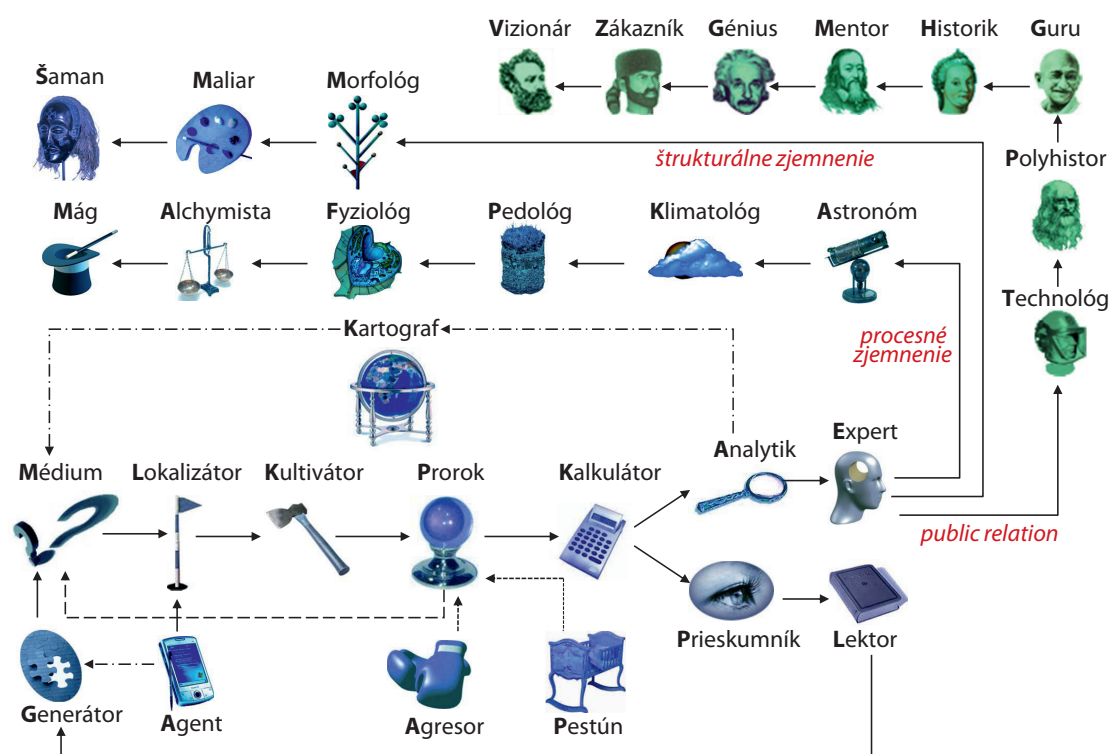 Vizionár
Zákazník
Génius
Mentor
Historik
Guru
Šaman
Maliar
Morfológ
štrukturálne zjemnenie
Polyhistor
Mág
Alchymista
Fyziológ
Pedológ
Klimatológ
Astronóm
Technológ
Kartograf
procesné
zjemnenie
Médium
Lokalizátor
Kultivátor
Prorok
Kalkulátor
Analytik
Expert
public relation
Prieskumník
Lektor
Generátor
Agent
Agresor
Pestún